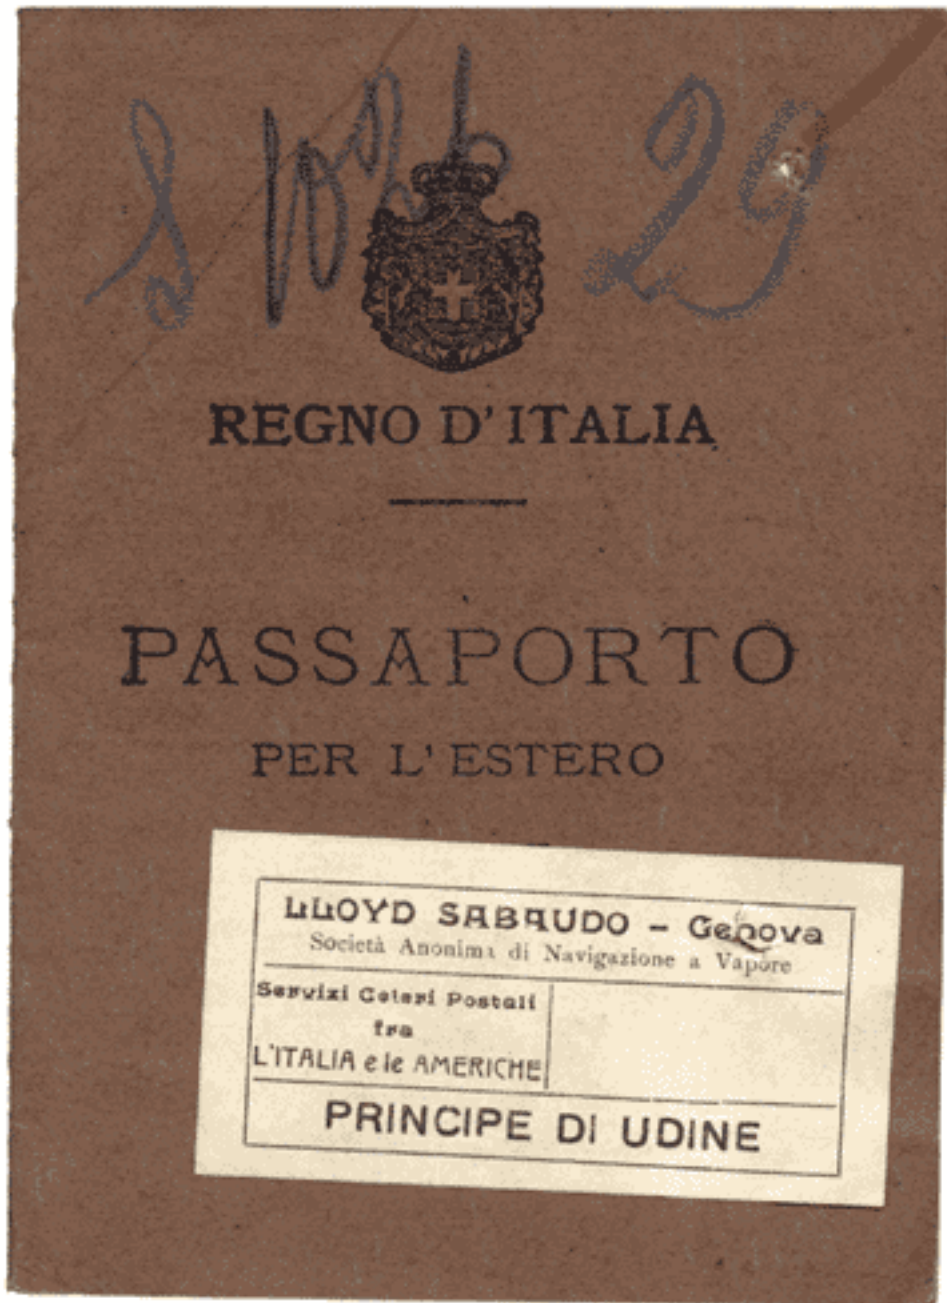 29
REGNO D'ITALIA
PASSAPORTO
PER L'ESTERO
LLOYD SABAUDO – Genova
Società Anonima di Navigazione a Vapore
Servizi Celeri Postali
fra
L'ITALIA e le AMERICHE
PRINCIPE DI UDINE